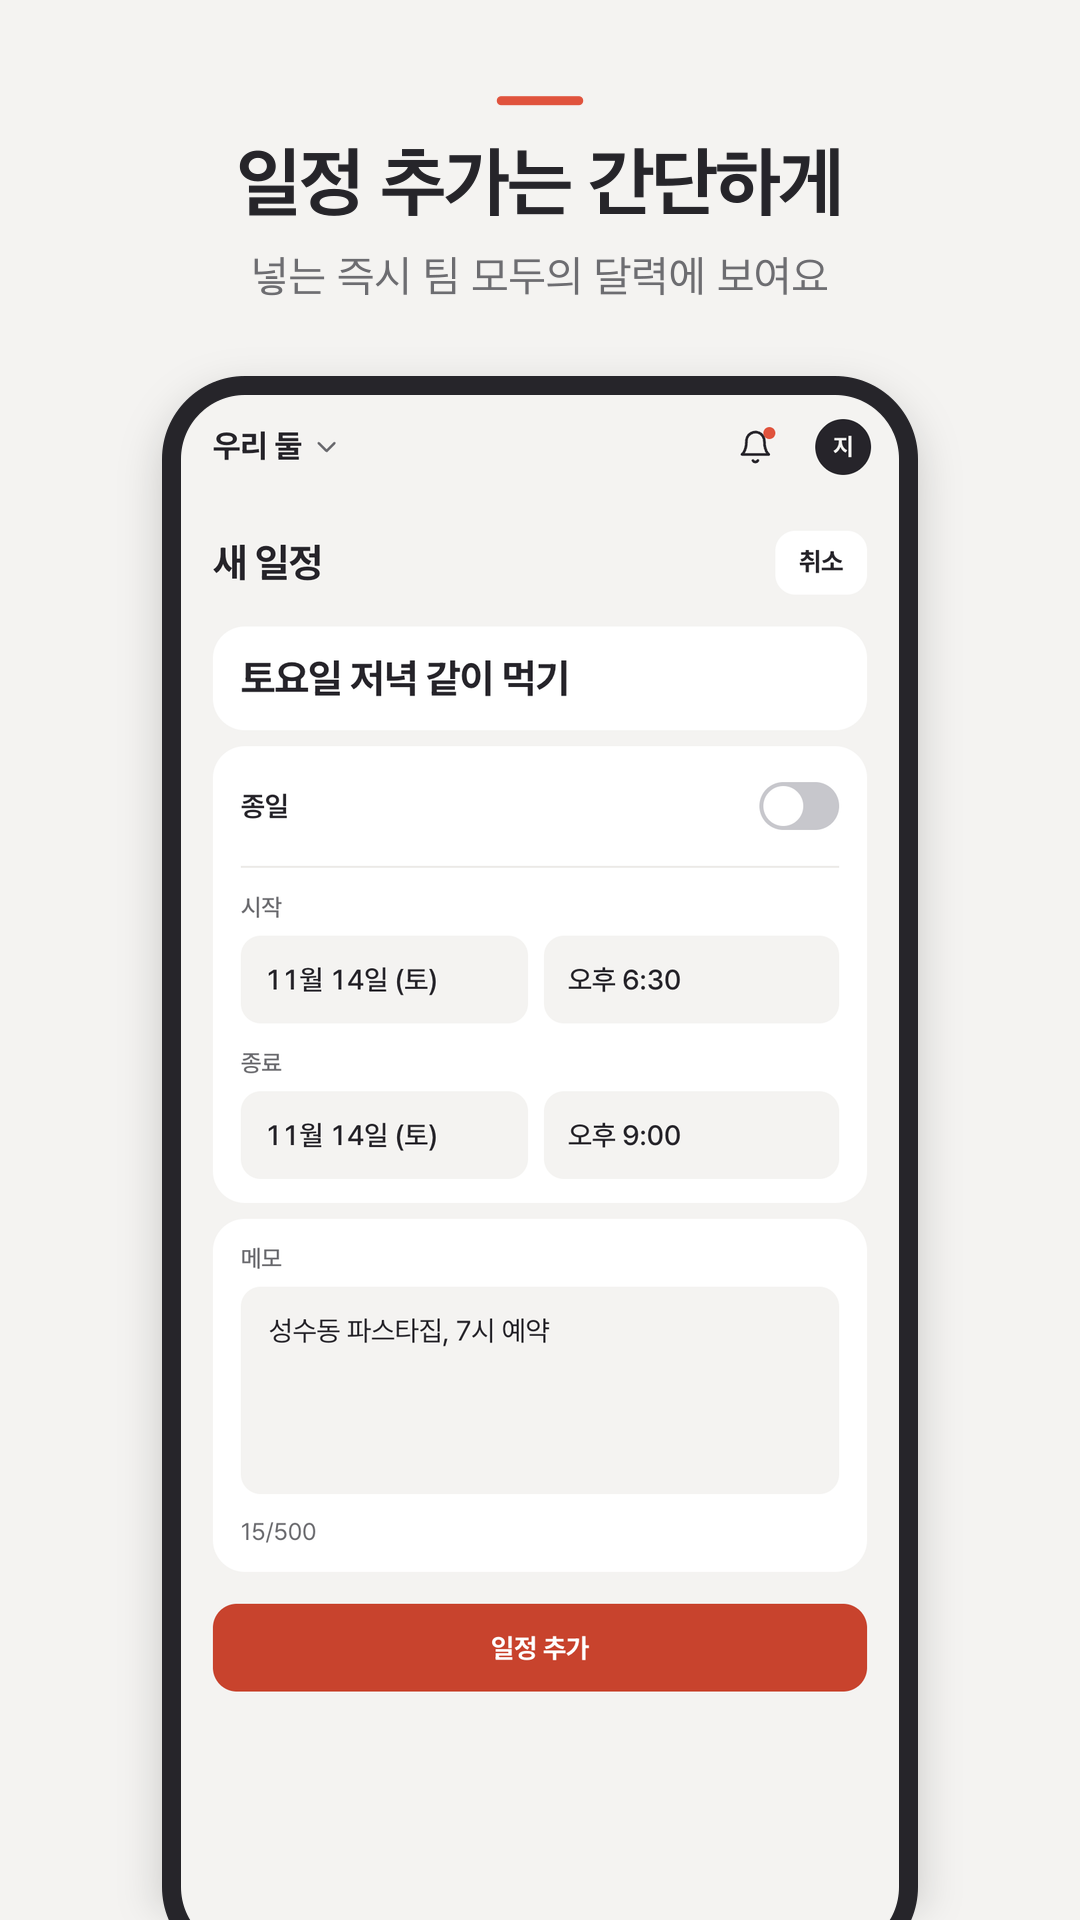 일정 추가는 간단하게
넣는 즉시 팀 모두의 달력에 보여요
우리 둘
지
새 일정
취소
토요일 저녁 같이 먹기
종일
시작
11월 14일 (토)
오후 6:30
종료
11월 14일 (토)
오후 9:00
메모
성수동 파스타집, 7시 예약
15/500
일정 추가